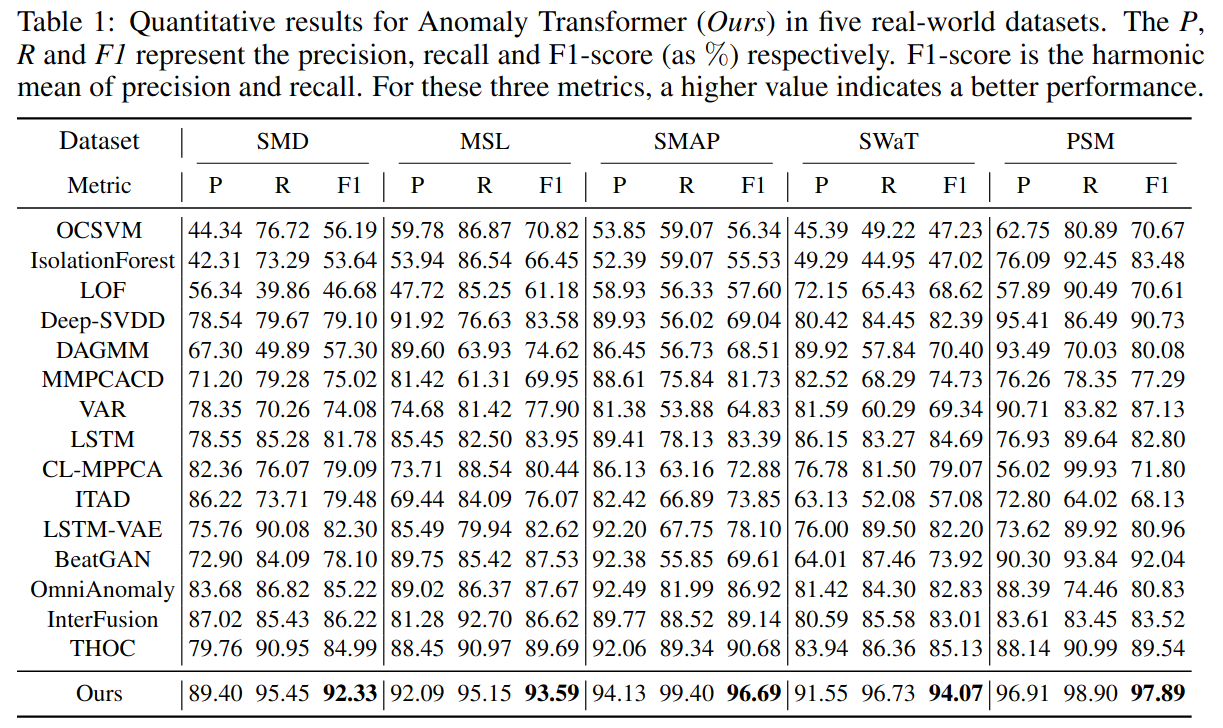 Table 1: Quantitative results for Anomaly Transformer (Ours) in five real-world datasets. The P,
R and F1 represent the precision, recall and F1-score (as %) respectively. F1-score is the harmonic
mean of precision and recall. For these three metrics, a higher value indicates a better performance.
Dataset SMD MSL SMAP SWaT PSM
Metric P R F1 P R F1 P R F1 P R F1 P R F1
OCSVM 44.34 76.72 56.19 59.78 86.87 70.82 53.85 59.07 56.34 45.39 49.22 47.23 62.75 80.89 70.67
IsolationForest 42.31 73.29 53.64 53.94 86.54 66.45 52.39 59.07 55.53 49.29 44.95 47.02 76.09 92.45 83.48
LOF 56.34 39.86 46.68 47.72 85.25 61.18 58.93 56.33 57.60 72.15 65.43 68.62 57.89 90.49 70.61
Deep-SVDD 78.54 79.67 79.10 91.92 76.63 83.58 89.93 56.02 69.04 80.42 84.45 82.39 95.41 86.49 90.73
DAGMM 67.30 49.89 57.30 89.60 63.93 74.62 86.45 56.73 68.51 89.92 57.84 70.40 93.49 70.03 80.08
MMPCACD 71.20 79.28 75.02 81.42 61.31 69.95 88.61 75.84 81.73 82.52 68.29 74.73 76.26 78.35 77.29
VAR 78.35 70.26 74.08 74.68 81.42 77.90 81.38 53.88 64.83 81.59 60.29 69.34 90.71 83.82 87.13
LSTM 78.55 85.28 81.78 85.45 82.50 83.95 89.41 78.13 83.39 86.15 83.27 84.69 76.93 89.64 82.80
CL-MPPCA 82.36 76.07 79.09 73.71 88.54 80.44 86.13 63.16 72.88 76.78 81.50 79.07 56.02 99.93 71.80
ITAD 86.22 73.71 79.48 69.44 84.09 76.07 82.42 66.89 73.85 63.13 52.08 57.08 72.80 64.02 68.13
LSTM-VAE 75.76 90.08 82.30 85.49 79.94 82.62 92.20 67.75 78.10 76.00 89.50 82.20 73.62 89.92 80.96
BeatGAN 72.90 84.09 78.10 89.75 85.42 87.53 92.38 55.85 69.61 64.01 87.46 73.92 90.30 93.84 92.04
OmniAnomaly 83.68 86.82 85.22 89.02 86.37 87.67 92.49 81.99 86.92 81.42 84.30 82.83 88.39 74.46 80.83
InterFusion 87.02 85.43 86.22 81.28 92.70 86.62 89.77 88.52 89.14 80.59 85.58 83.01 83.61 83.45 83.52
THOC 79.76 90.95 84.99 88.45 90.97 89.69 92.06 89.34 90.68 83.94 86.36 85.13 88.14 90.99 89.54
Ours 89.40 95.45 92.33 92.09 95.15 93.59 94.13 99.40 96.69 91.55 96.73 94.07 96.91 98.90 97.89